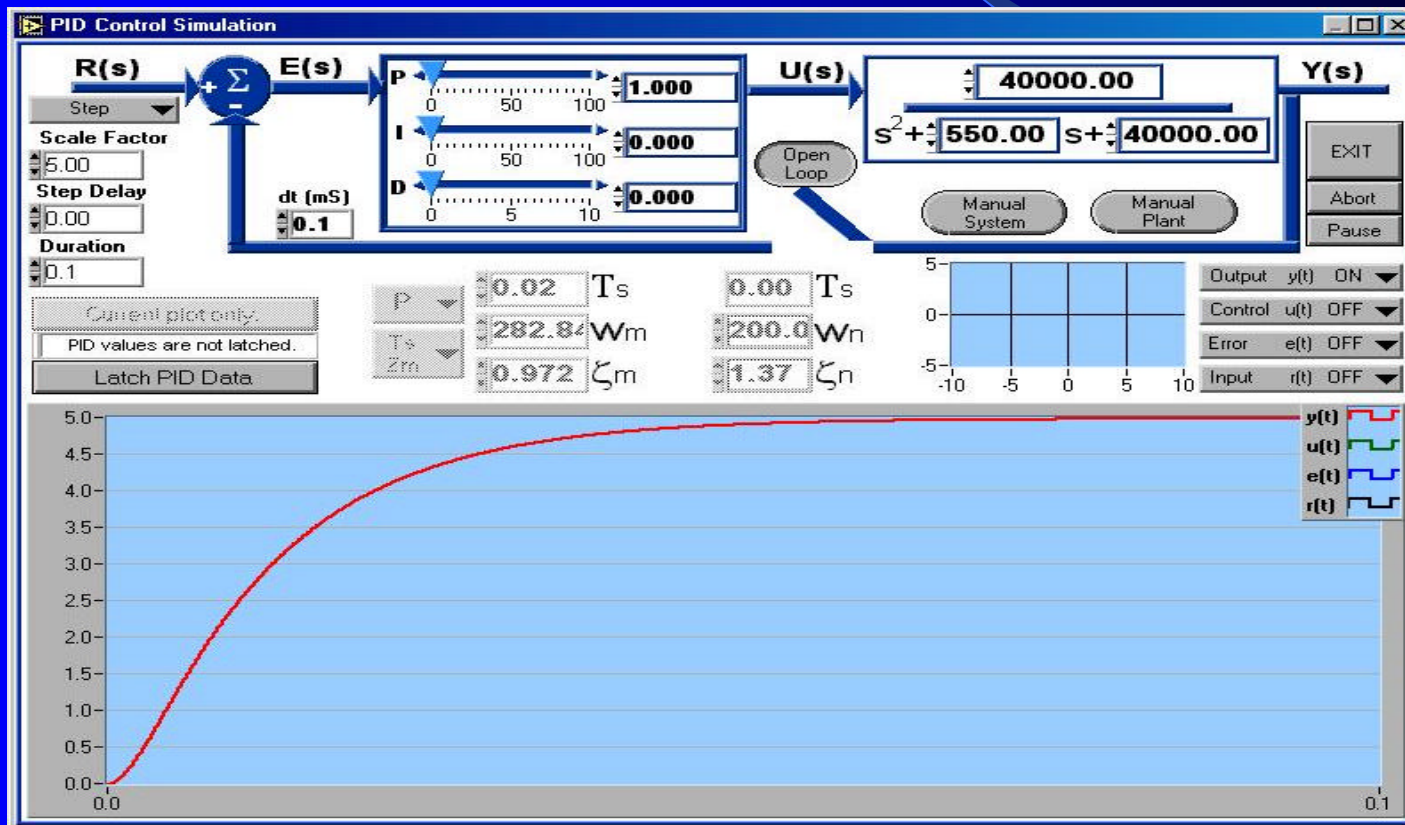 PID Control Simulation
R(s)
+
Σ
-
E(s)
U(s)
Y(s)
Step
Scale Factor
5.00
Step Delay
0.00
Duration
0.1
dt (mS)
0.1
P
0 50 100
1.000
I
0 50 100
0.000
D
0 5 10
0.000
40000.00
s²+ 550.00 s+ 40000.00
Open
Loop
Manual
System
Manual
Plant
EXIT
Abort
Pause
Current plot only.
PID values are not latched.
Latch PID Data
P
Ts
Zm
0.02 Ts
282.84 Wm
0.972 ζm
0.00 Ts
200.0 Wn
1.37 ζn
5
0
-5
-10 -5 0 5 10
Output y(t) ON
Control u(t) OFF
Error e(t) OFF
Input r(t) OFF
5.0
4.5
4.0
3.5
3.0
2.5
2.0
1.5
1.0
0.5
0.0
0.0 0.1
y(t)
u(t)
e(t)
r(t)